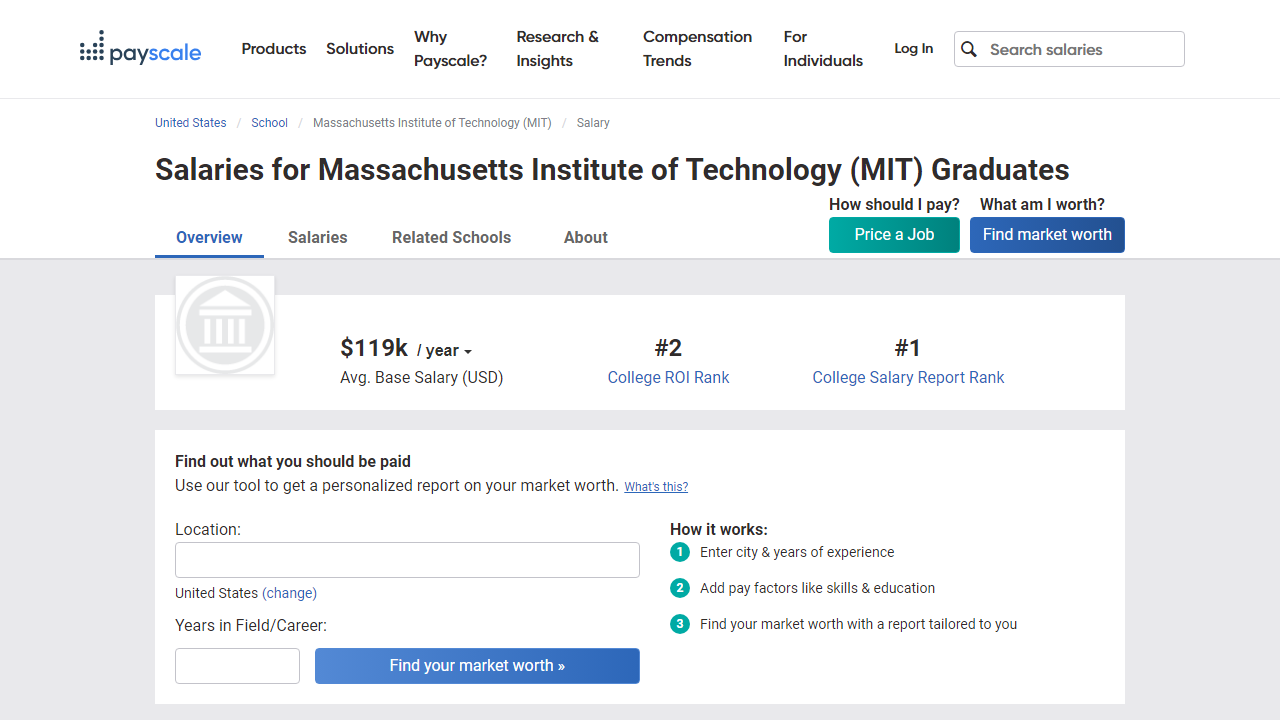 payscale
Products
Solutions
Why
Payscale?
Research &
Insights
Compensation
Trends
For
Individuals
Log In
Search salaries
United States / School / Massachusetts Institute of Technology (MIT) / Salary
Salaries for Massachusetts Institute of Technology (MIT) Graduates
How should I pay?
What am I worth?
Overview
Salaries
Related Schools
About
Price a Job
Find market worth
$119k / year
Avg. Base Salary (USD)
#2
College ROI Rank
#1
College Salary Report Rank
Find out what you should be paid
Use our tool to get a personalized report on your market worth. What's this?
Location:
United States (change)
Years in Field/Career:
Find your market worth »
How it works:
1 Enter city & years of experience
2 Add pay factors like skills & education
3 Find your market worth with a report tailored to you